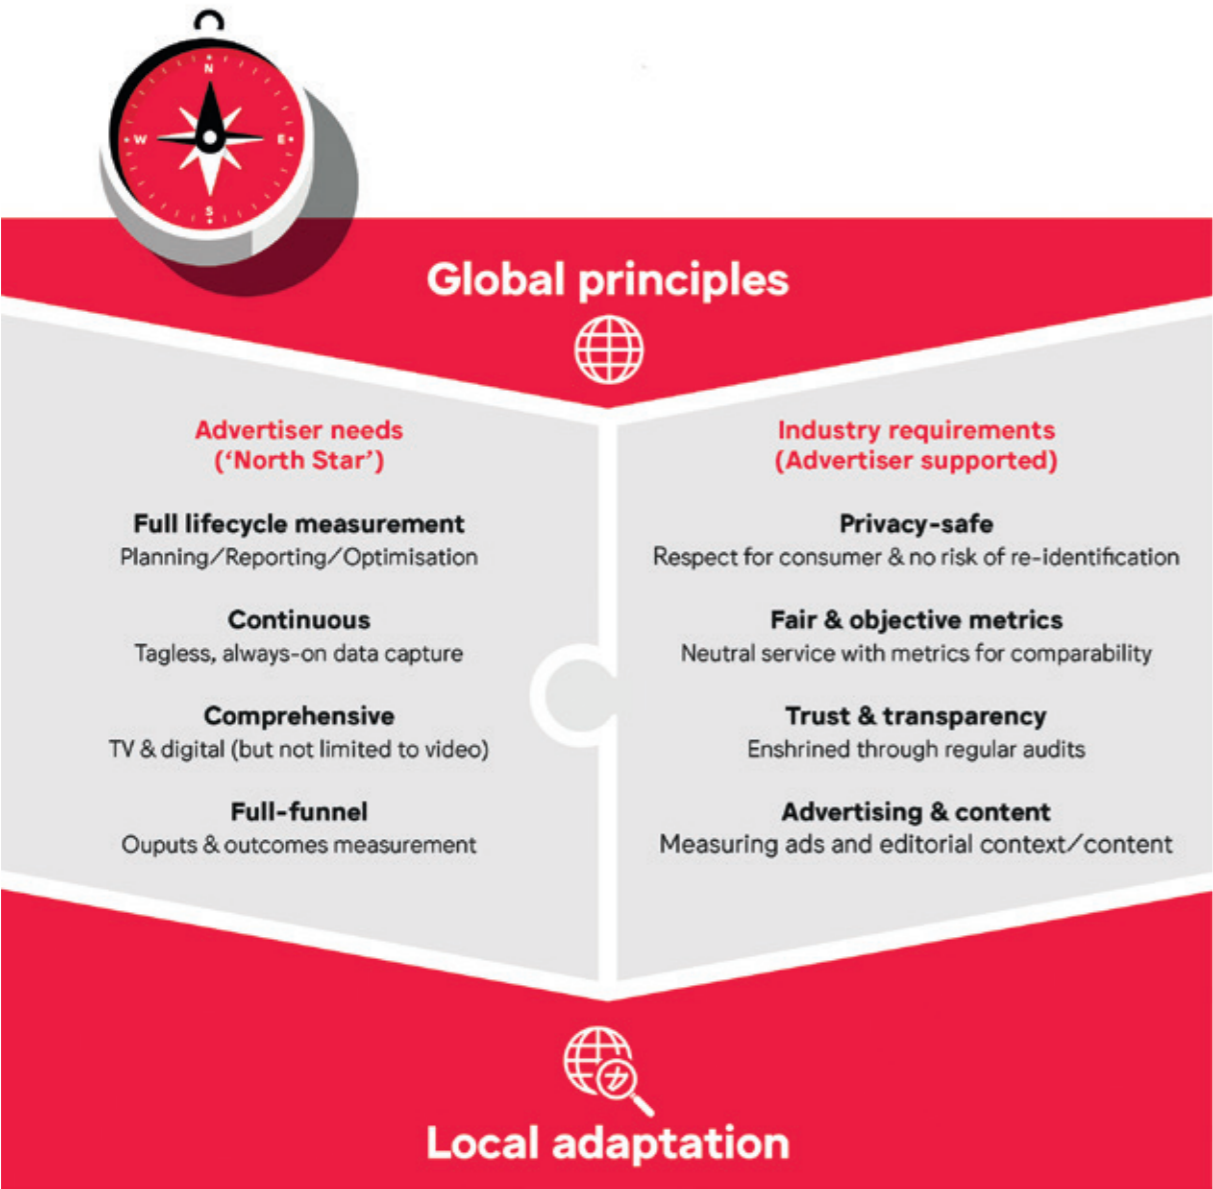 N
W
E
S
Global principles
Advertiser needs
(‘North Star’)
Full lifecycle measurement
Planning/Reporting/Optimisation
Continuous
Tagless, always-on data capture
Comprehensive
TV & digital (but not limited to video)
Full-funnel
Ouputs & outcomes measurement
Industry requirements
(Advertiser supported)
Privacy-safe
Respect for consumer & no risk of re-identification
Fair & objective metrics
Neutral service with metrics for comparability
Trust & transparency
Enshrined through regular audits
Advertising & content
Measuring ads and editorial context/content
Local adaptation